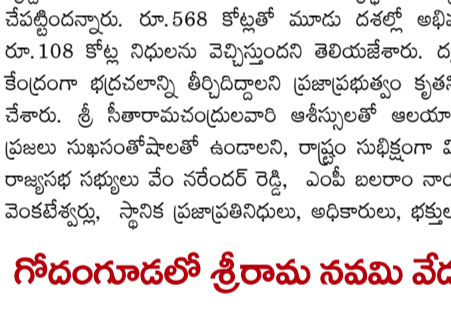 చేపట్టిందన్నారు. రూ.568 కోట్లతో మూడు దశల్లో అభి
రూ.108 కోట్ల నిధులను వెచ్చిస్తుందని తెలియజేశారు. ద
కేంద్రంగా భద్రచలాన్ని తీర్చిదిద్దాలని ప్రజాప్రభుత్వం కృత
చేశారు. శ్రీ సీతారామచంద్రులవారి ఆశీస్సులతో ఆలయా
ప్రజలు సుఖసంతోషాలతో ఉండాలని, రాష్ట్రం సుభిక్షంగా
రాజ్యసభ సభ్యులు వేం నరేందర్ రెడ్డి, ఎంపీ బలరాం నా
వెంకటేశ్వర్లు, స్థానిక ప్రజాప్రతినిధులు, అధికారులు, భక్తుల
గోదంగూడలో శ్రీరామ నవమి వేడ